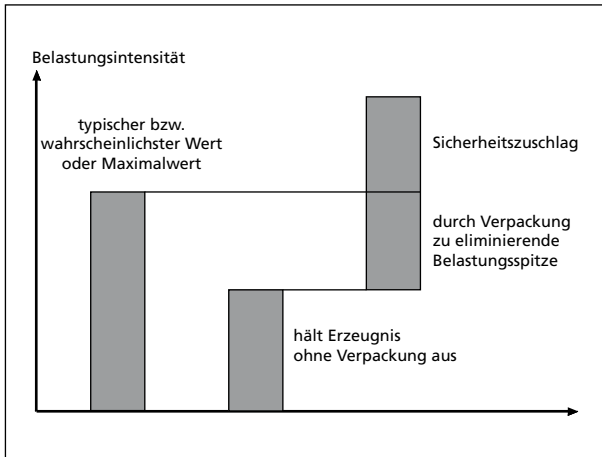 Belastungsintensität
typischer bzw.
wahrscheinlichster Wert
oder Maximalwert
Sicherheitszuschlag
durch Verpackung
zu eliminierende
Belastungsspitze
hält Erzeugnis
ohne Verpackung aus